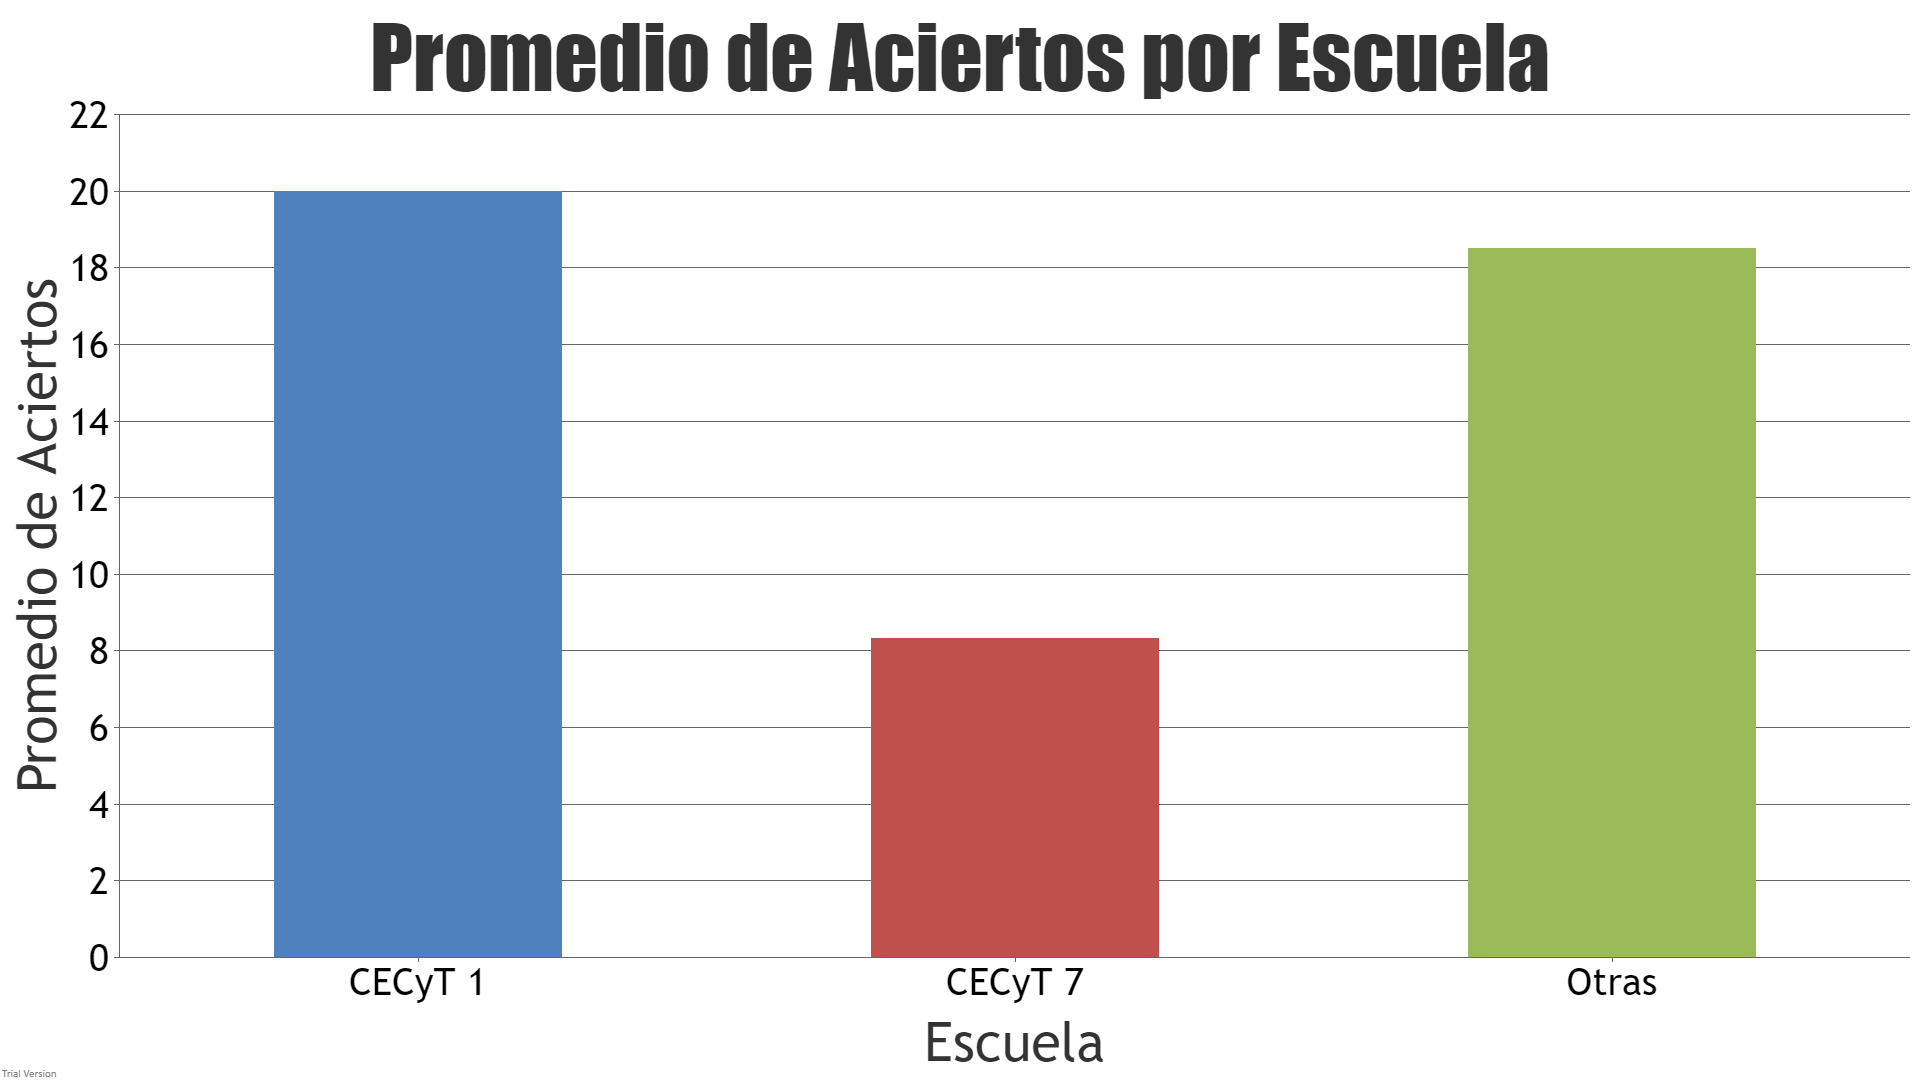 Promedio de Aciertos por Escuela
Promedio de Aciertos
22
20
18
16
14
12
10
8
6
4
2
0
CECyT 1
CECyT 7
Otras
Escuela
Trial Version